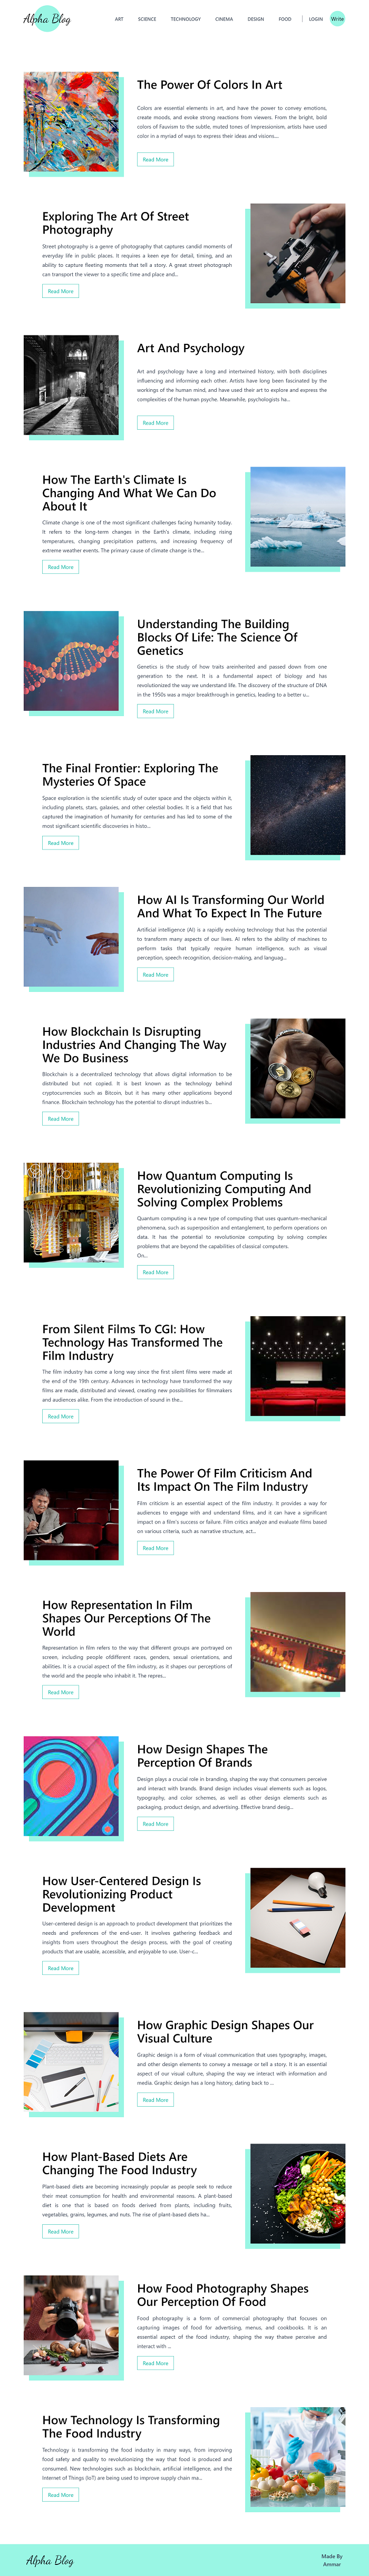 Alpha Blog
ART SCIENCE TECHNOLOGY CINEMA DESIGN FOOD | LOGIN Write
The Power Of Colors In Art
Colors are essential elements in art, and have the power to convey emotions,
create moods, and evoke strong reactions from viewers. From the bright, bold
colors of Fauvism to the subtle, muted tones of Impressionism, artists have used
color in a myriad of ways to express their ideas and visions....
Read More
Exploring The Art Of Street
Photography
Street photography is a genre of photography that captures candid moments of
everyday life in public places. It requires a keen eye for detail, timing, and an
ability to capture fleeting moments that tell a story. A great street photograph
can transport the viewer to a specific time and place and...
Read More
Art And Psychology
Art and psychology have a long and intertwined history, with both disciplines
influencing and informing each other. Artists have long been fascinated by the
workings of the human mind, and have used their art to explore and express the
complexities of the human psyche. Meanwhile, psychologists ha...
Read More
How The Earth's Climate Is
Changing And What We Can Do
About It
Climate change is one of the most significant challenges facing humanity today.
It refers to the long-term changes in the Earth's climate, including rising
temperatures, changing precipitation patterns, and increasing frequency of
extreme weather events. The primary cause of climate change is the...
Read More
Understanding The Building
Blocks Of Life: The Science Of
Genetics
Genetics is the study of how traits areinherited and passed down from one
generation to the next. It is a fundamental aspect of biology and has
revolutionized the way we understand life. The discovery of the structure of DNA
in the 1950s was a major breakthrough in genetics, leading to a better u...
Read More
The Final Frontier: Exploring The
Mysteries Of Space
Space exploration is the scientific study of outer space and the objects within it,
including planets, stars, galaxies, and other celestial bodies. It is a field that has
captured the imagination of humanity for centuries and has led to some of the
most significant scientific discoveries in histo...
Read More
How AI Is Transforming Our World
And What To Expect In The Future
Artificial intelligence (AI) is a rapidly evolving technology that has the potential
to transform many aspects of our lives. AI refers to the ability of machines to
perform tasks that typically require human intelligence, such as visual
perception, speech recognition, decision-making, and languag...
Read More
How Blockchain Is Disrupting
Industries And Changing The Way
We Do Business
Blockchain is a decentralized technology that allows digital information to be
distributed but not copied. It is best known as the technology behind
cryptocurrencies such as Bitcoin, but it has many other applications beyond
finance. Blockchain technology has the potential to disrupt industries b...
Read More
How Quantum Computing Is
Revolutionizing Computing And
Solving Complex Problems
Quantum computing is a new type of computing that uses quantum-mechanical
phenomena, such as superposition and entanglement, to perform operations on
data. It has the potential to revolutionize computing by solving complex
problems that are beyond the capabilities of classical computers.
On...
Read More
From Silent Films To CGI: How
Technology Has Transformed The
Film Industry
The film industry has come a long way since the first silent films were made at
the end of the 19th century. Advances in technology have transformed the way
films are made, distributed and viewed, creating new possibilities for filmmakers
and audiences alike. From the introduction of sound in the...
Read More
The Power Of Film Criticism And
Its Impact On The Film Industry
Film criticism is an essential aspect of the film industry. It provides a way for
audiences to engage with and understand films, and it can have a significant
impact on a film's success or failure. Film critics analyze and evaluate films based
on various criteria, such as narrative structure, act...
Read More
How Representation In Film
Shapes Our Perceptions Of The
World
Representation in film refers to the way that different groups are portrayed on
screen, including people ofdifferent races, genders, sexual orientations, and
abilities. It is a crucial aspect of the film industry, as it shapes our perceptions of
the world and the people who inhabit it. The repres...
Read More
How Design Shapes The
Perception Of Brands
Design plays a crucial role in branding, shaping the way that consumers perceive
and interact with brands. Brand design includes visual elements such as logos,
typography, and color schemes, as well as other design elements such as
packaging, product design, and advertising. Effective brand desig...
Read More
How User-Centered Design Is
Revolutionizing Product
Development
User-centered design is an approach to product development that prioritizes the
needs and preferences of the end-user. It involves gathering feedback and
insights from users throughout the design process, with the goal of creating
products that are usable, accessible, and enjoyable to use. User-c...
Read More
How Graphic Design Shapes Our
Visual Culture
Graphic design is a form of visual communication that uses typography, images,
and other design elements to convey a message or tell a story. It is an essential
aspect of our visual culture, shaping the way we interact with information and
media. Graphic design has a long history, dating back to ...
Read More
How Plant-Based Diets Are
Changing The Food Industry
Plant-based diets are becoming increasingly popular as people seek to reduce
their meat consumption for health and environmental reasons. A plant-based
diet is one that is based on foods derived from plants, including fruits,
vegetables, grains, legumes, and nuts. The rise of plant-based diets ha...
Read More
How Food Photography Shapes
Our Perception Of Food
Food photography is a form of commercial photography that focuses on
capturing images of food for advertising, menus, and cookbooks. It is an
essential aspect of the food industry, shaping the way thatwe perceive and
interact with ...
Read More
How Technology Is Transforming
The Food Industry
Technology is transforming the food industry in many ways, from improving
food safety and quality to revolutionizing the way that food is produced and
consumed. New technologies such as blockchain, artificial intelligence, and the
Internet of Things (IoT) are being used to improve supply chain ma...
Read More
Alpha Blog
Made By
Ammar